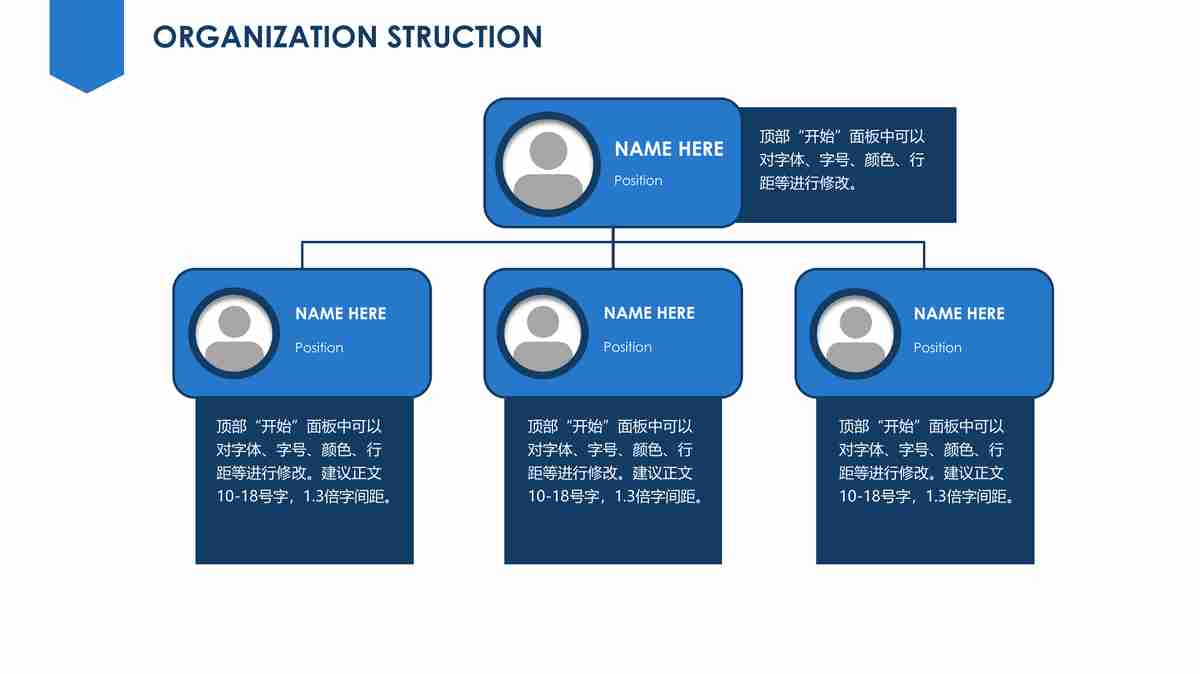 ORGANIZATION STRUCTION
NAME HERE
Position
顶部“开始”面板中可以
对字体、字号、颜色、行
距等进行修改。
NAME HERE
Position
顶部“开始”面板中可以
对字体、字号、颜色、行
距等进行修改。建议正文
10-18号字，1.3倍字间距。
NAME HERE
Position
顶部“开始”面板中可以
对字体、字号、颜色、行
距等进行修改。建议正文
10-18号字，1.3倍字间距。
NAME HERE
Position
顶部“开始”面板中可以
对字体、字号、颜色、行
距等进行修改。建议正文
10-18号字，1.3倍字间距。